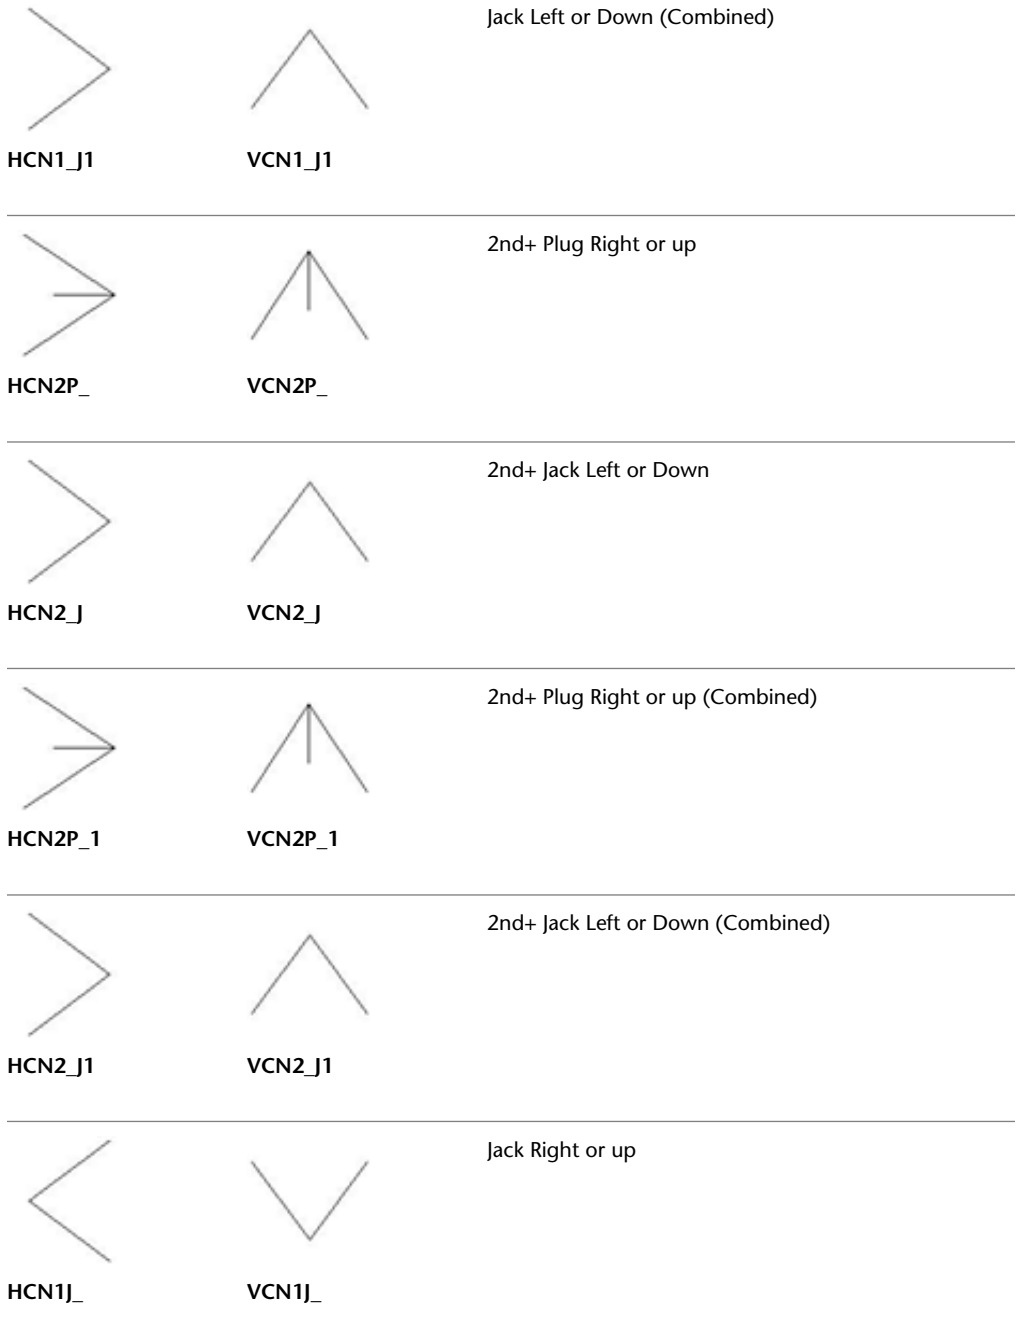 Jack Left or Down (Combined)
HCN1_J1 VCN1_J1
2nd+ Plug Right or up
HCN2P_ VCN2P_
2nd+ Jack Left or Down
HCN2_J VCN2_J
2nd+ Plug Right or up (Combined)
HCN2P_1 VCN2P_1
2nd+ Jack Left or Down (Combined)
HCN2_J1 VCN2_J1
Jack Right or up
HCN1J_ VCN1J_